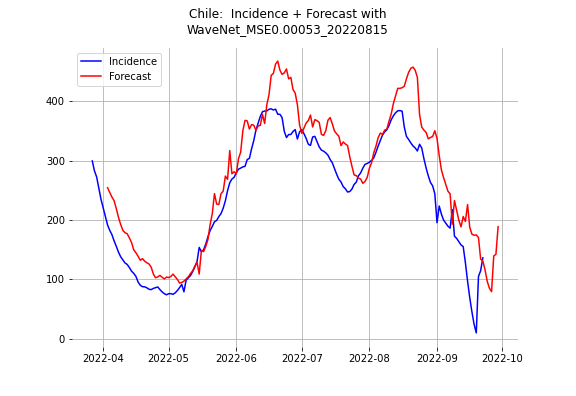 Chile:  Incidence + Forecast with
WaveNet_MSE0.00053_20220815
Incidence
Forecast
400
300
200
100
0
2022-04 2022-05 2022-06 2022-07 2022-08 2022-09 2022-10